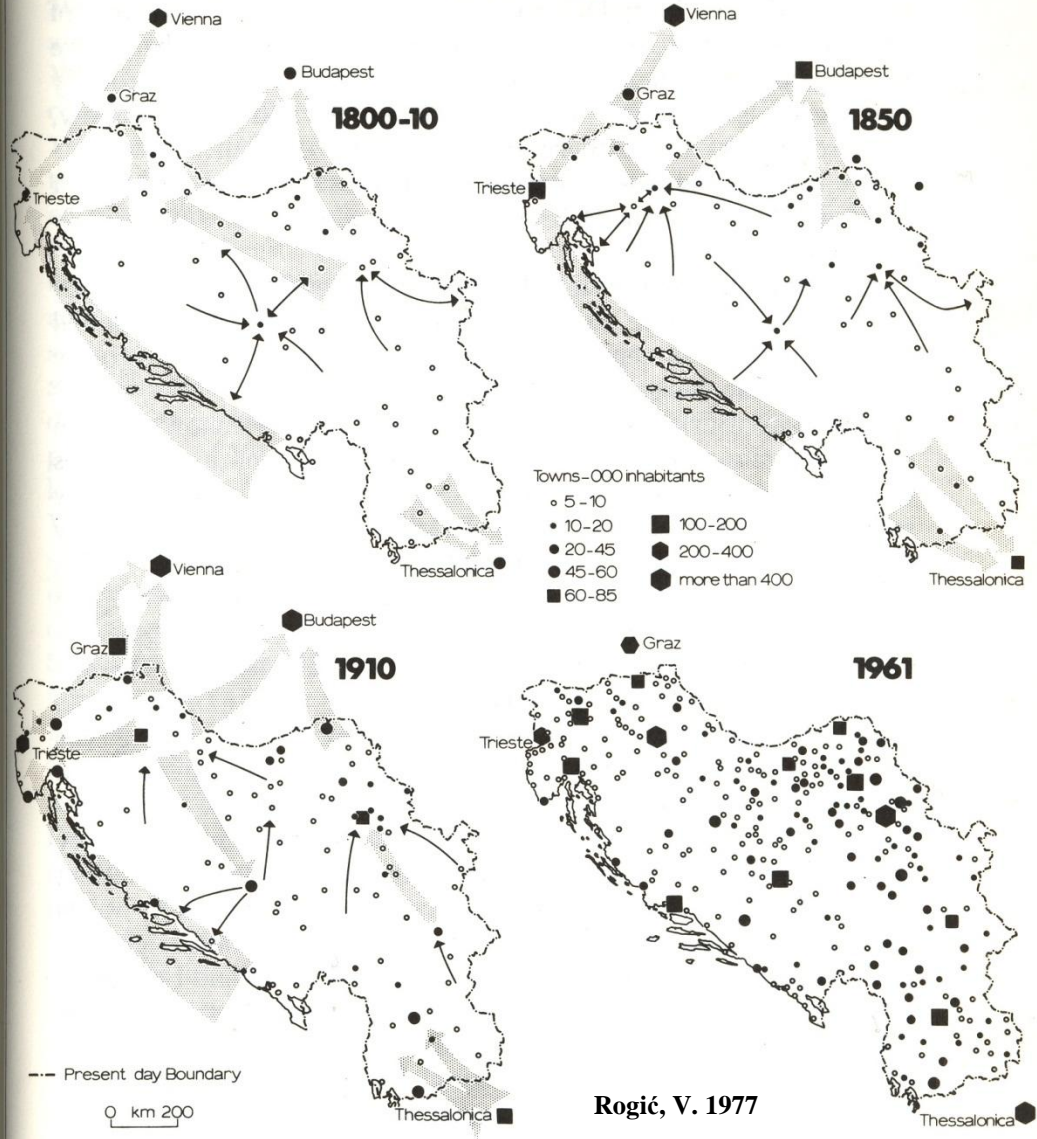 Vienna
Graz
Budapest
1800-10
Trieste
Thessalonica
Vienna
Graz
Budapest
1850
Trieste
Thessalonica
Towns-000 inhabitants
5-10
10-20
20-45
45-60
60-85
100-200
200-400
more than 400
Vienna
Graz
Budapest
1910
Trieste
Thessalonica
Graz
1961
Trieste
Thessalonica
Present day Boundary
0 km 200
Rogić, V. 1977